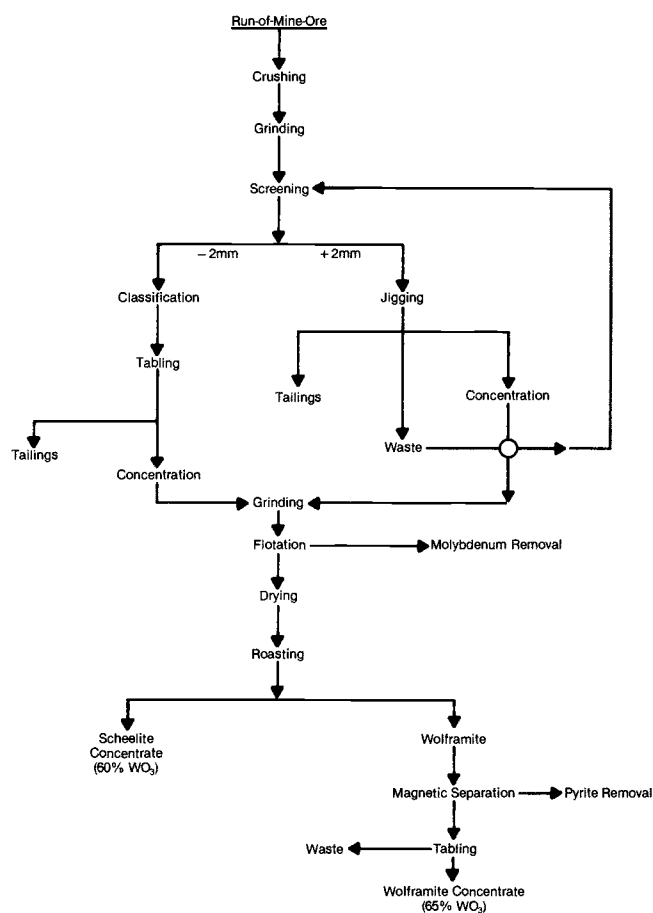 Run-of-Mine-Ore
Crushing
Grinding
Screening
−2mm
+2mm
Classification
Jigging
Tabling
Tailings
Concentration
Tailings
Waste
Concentration
Grinding
Flotation
Molybdenum Removal
Drying
Roasting
Scheelite
Concentrate
(60% WO₃)
Wolframite
Magnetic Separation
Pyrite Removal
Waste
Tabling
Wolframite Concentrate
(65% WO₃)